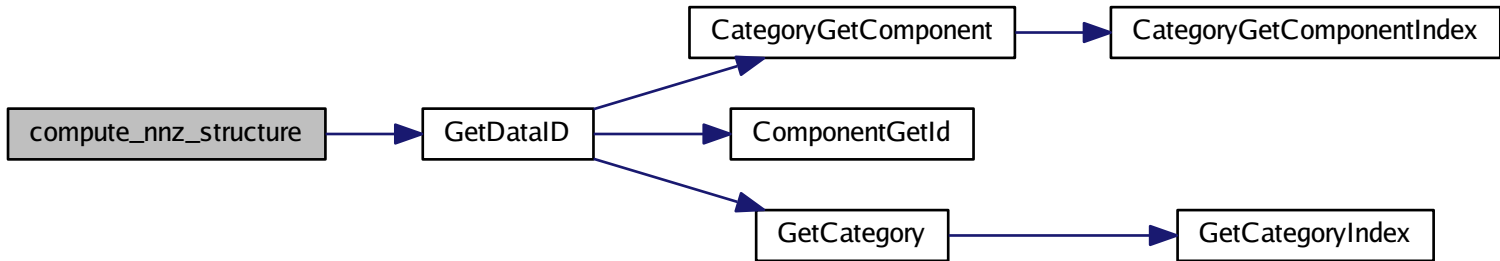 CategoryGetComponent
CategoryGetComponentIndex
compute_nnz_structure
GetDataID
ComponentGetId
GetCategory
GetCategoryIndex